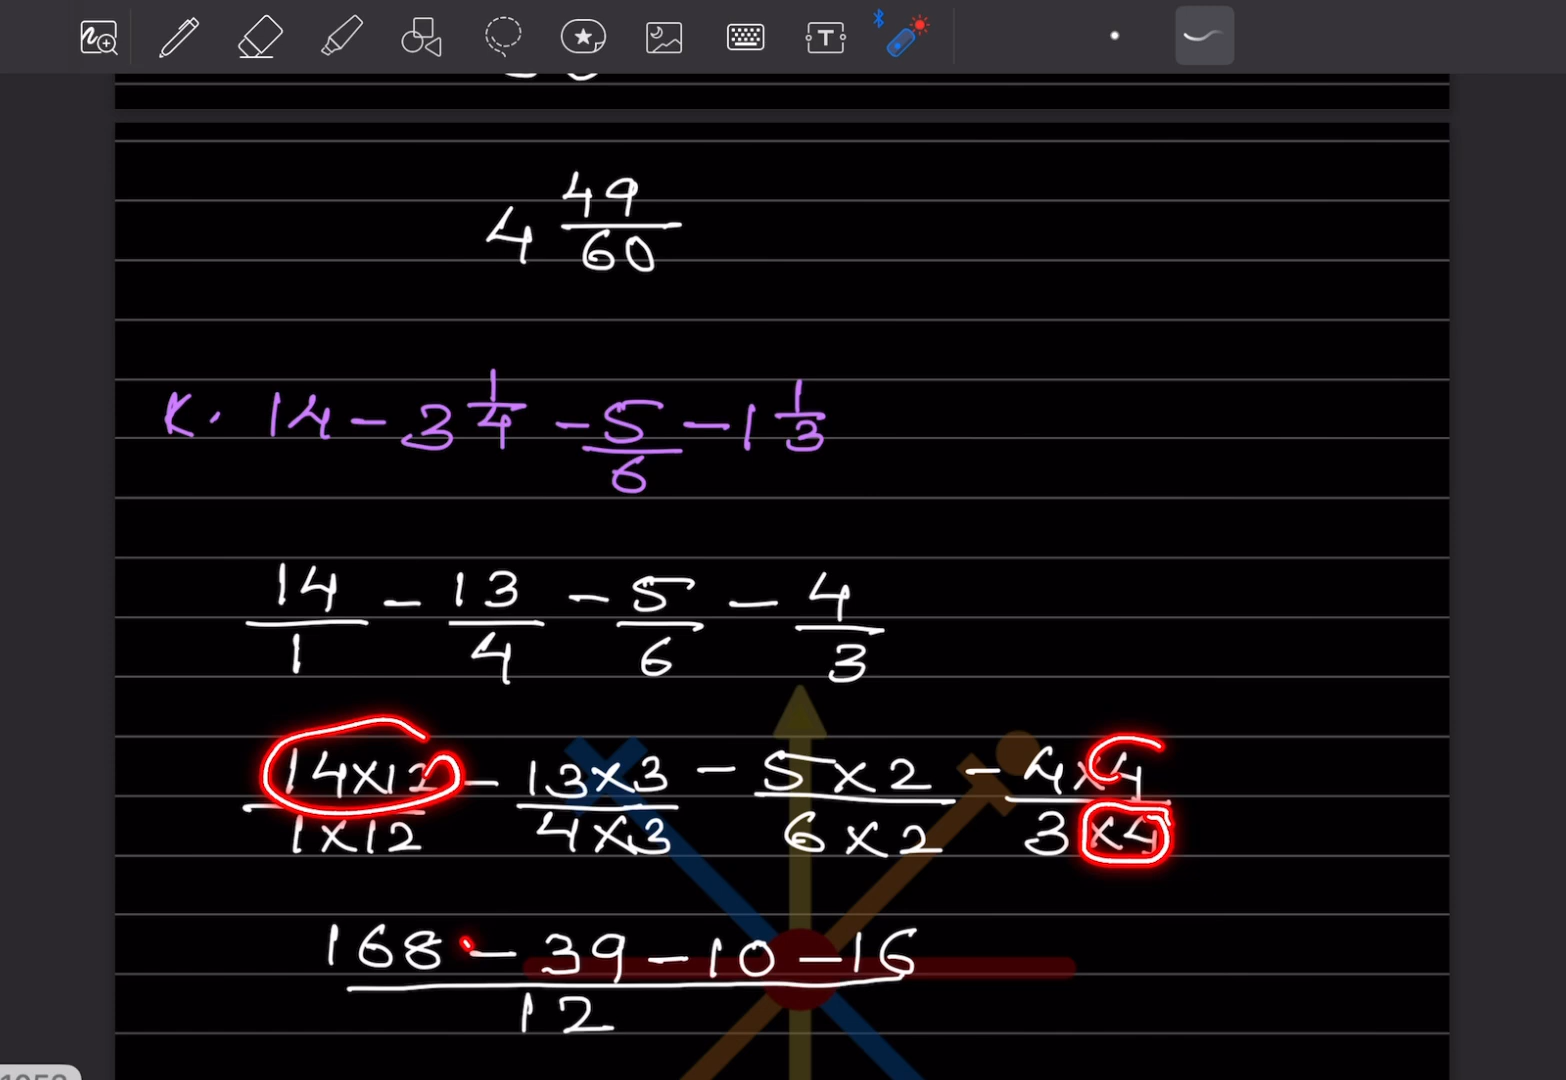 4 49/60
K. 14 - 3 1/4 - 5/6 - 1 1/3
14/1 - 13/4 - 5/6 - 4/3
14×12/1×12 - 13×3/4×3 - 5×2/6×2 - 4×4/3×4
168 - 39 - 10 - 16/12